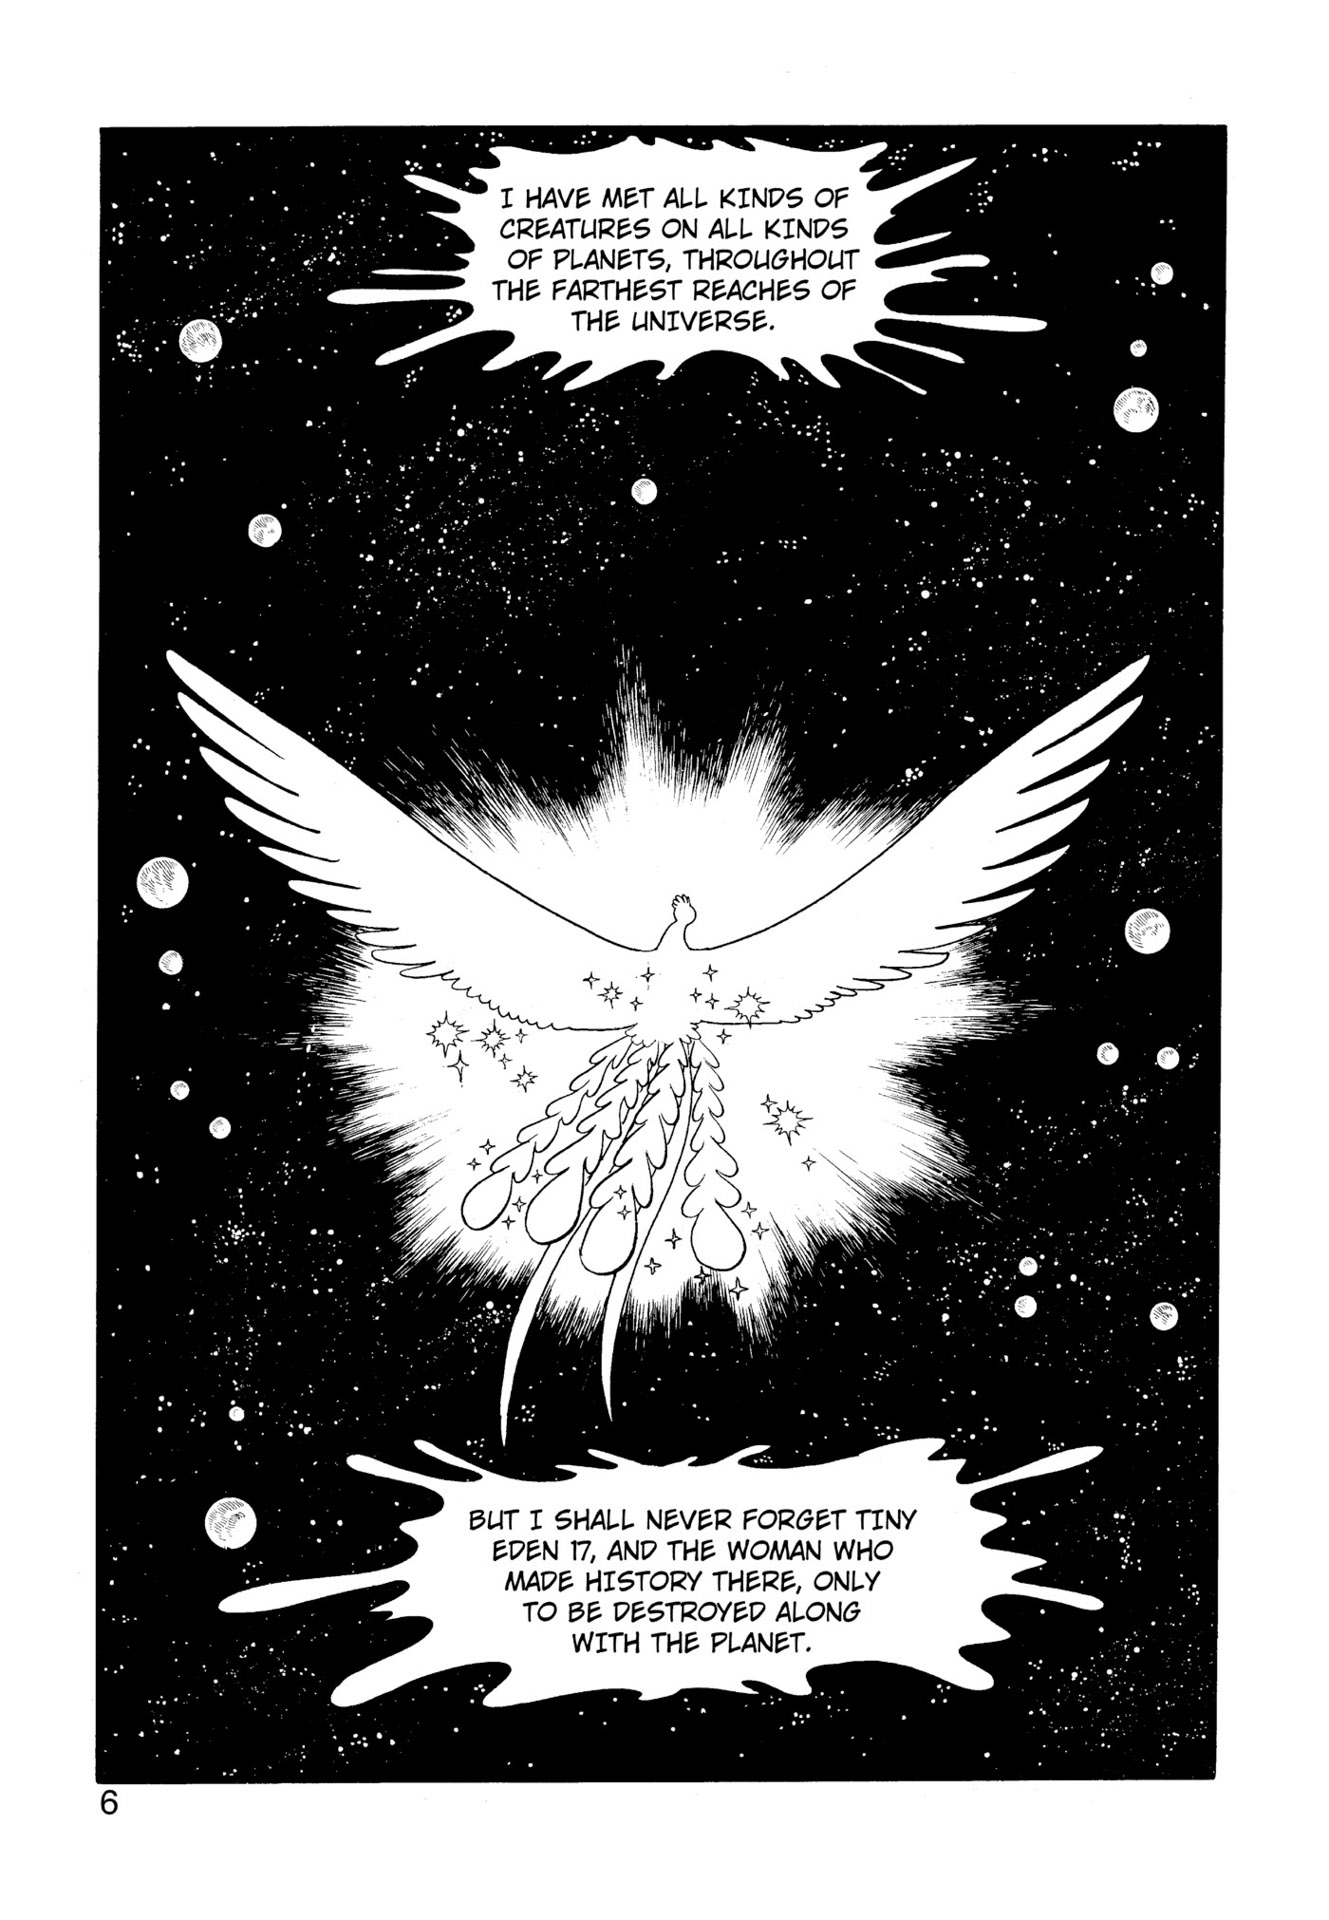 I HAVE MET ALL KINDS OF
CREATURES ON ALL KINDS
OF PLANETS, THROUGHOUT
THE FARTHEST REACHES OF
THE UNIVERSE.
BUT I SHALL NEVER FORGET TINY
EDEN 17, AND THE WOMAN WHO
MADE HISTORY THERE, ONLY
TO BE DESTROYED ALONG
WITH THE PLANET.
6